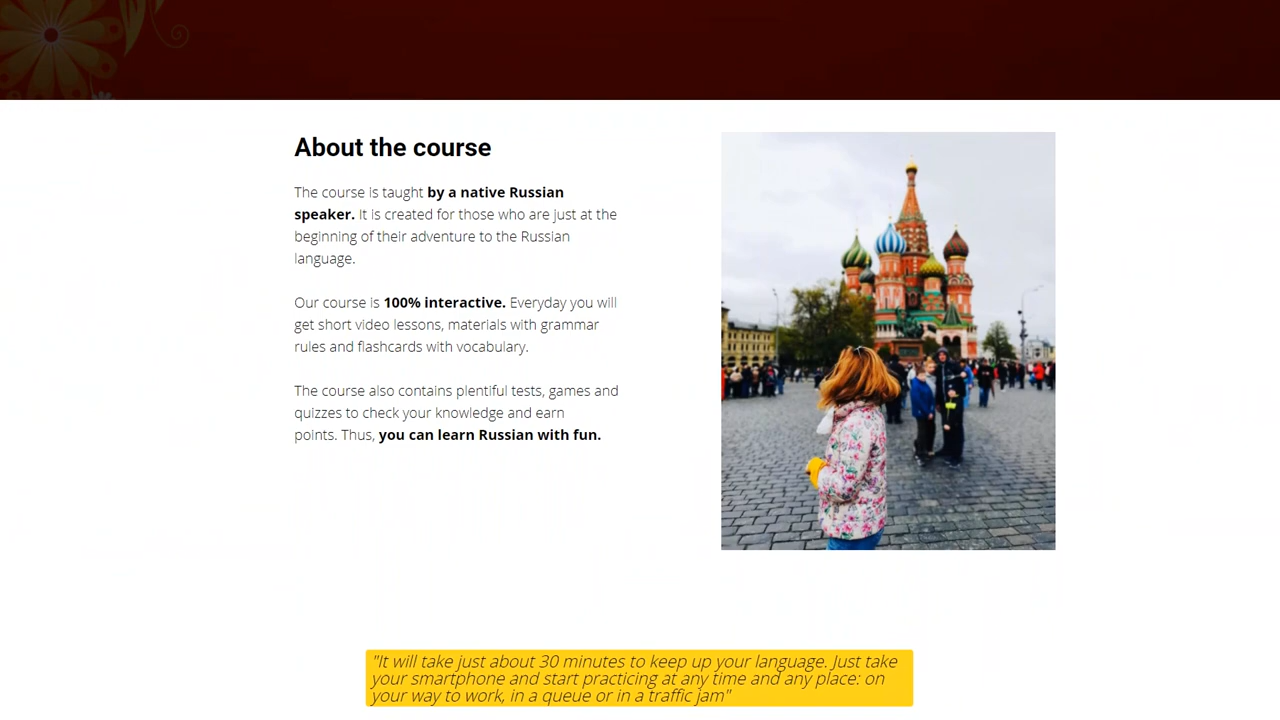 About the course
The course is taught by a native Russian
speaker. It is created for those who are just at the
beginning of their adventure to the Russian
language.
Our course is 100% interactive. Everyday you will
get short video lessons, materials with grammar
rules and flashcards with vocabulary.
The course also contains plentiful tests, games and
quizzes to check your knowledge and earn
points. Thus, you can learn Russian with fun.
"It will take just about 30 minutes to keep up your language. Just take
your smartphone and start practicing at any time and any place: on
your way to work, in a queue or in a traffic jam"